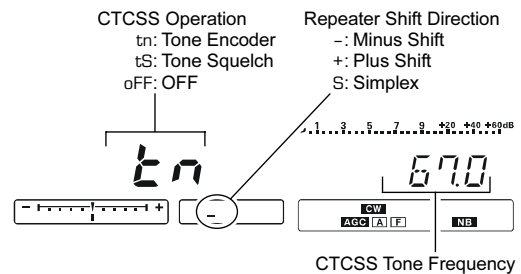 CTCSS Operation
tn: Tone Encoder
tS: Tone Squelch
oFF: OFF
Repeater Shift Direction
–: Minus Shift
+: Plus Shift
S: Simplex
1 3 5 7 9 +20 +40 +60dB
tn
67.0
– +
–
CW
AGC A F NB
CTCSS Tone Frequency